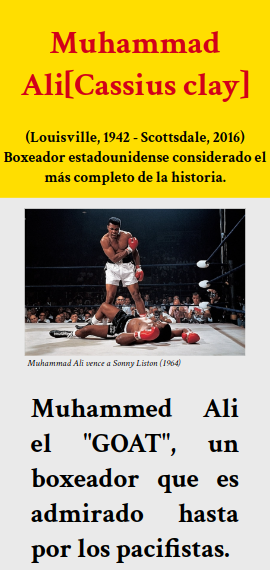 Muhammad
Ali[Cassius clay]
(Louisville, 1942 - Scottsdale, 2016)
Boxeador estadounidense considerado el
más completo de la historia.
Muhammad Ali vence a Sonny Liston (1964)
Muhammed Ali
el "GOAT", un
boxeador que es
admirado hasta
por los pacifistas.